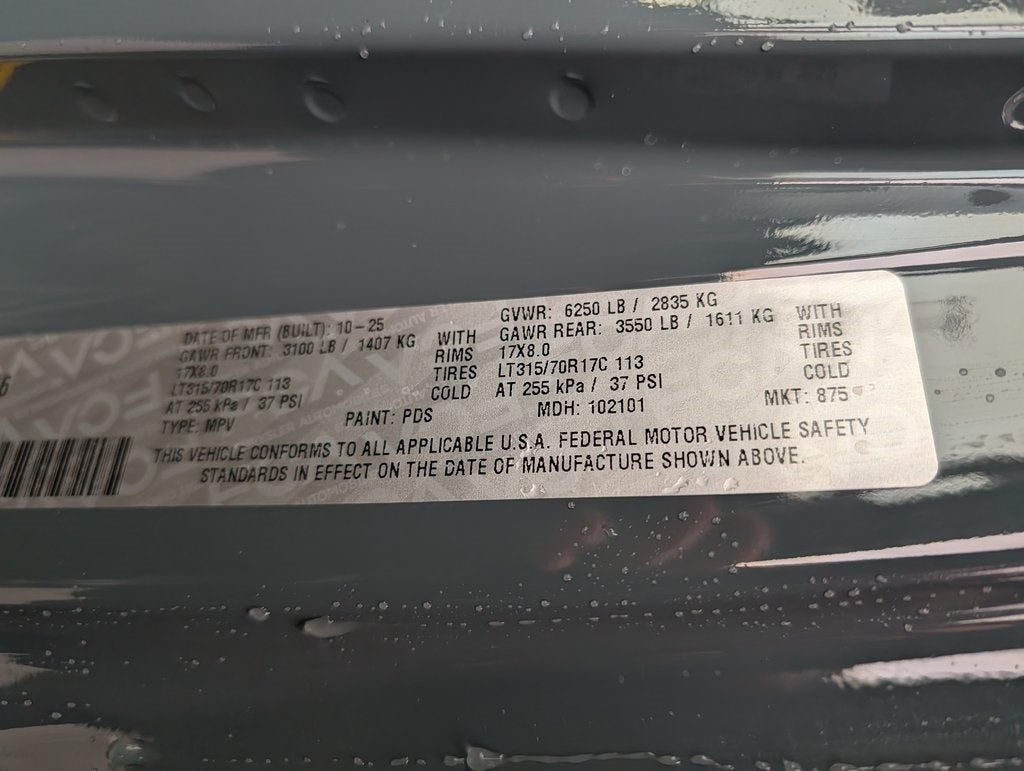 DATE OF MFR (BUILT): 10-25 GVWR: 6250 LB / 2835 KG
GAWR FRONT: 3100 LB / 1407 KG WITH GAWR REAR: 3550 LB / 1611 KG WITH
17X8.0 RIMS 17X8.0 RIMS
LT315/70R17C 113 TIRES LT315/70R17C 113 TIRES
AT 255 kPa / 37 PSI COLD AT 255 kPa / 37 PSI COLD
TYPE: MPV PAINT: PDS MDH: 102101 MKT: 875
THIS VEHICLE CONFORMS TO ALL APPLICABLE U.S.A. FEDERAL MOTOR VEHICLE SAFETY
STANDARDS IN EFFECT ON THE DATE OF MANUFACTURE SHOWN ABOVE.